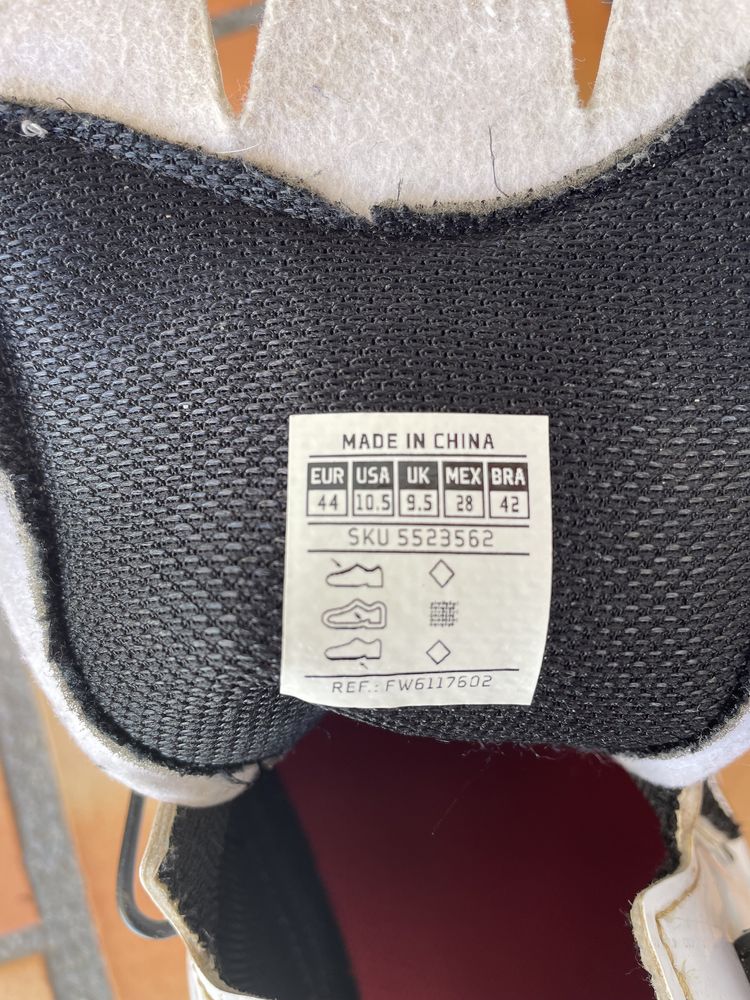 MADE IN CHINA
EUR USA UK MEX BRA
44 10.5 9.5 28 42
SKU 5523562
REF.: FW6117602